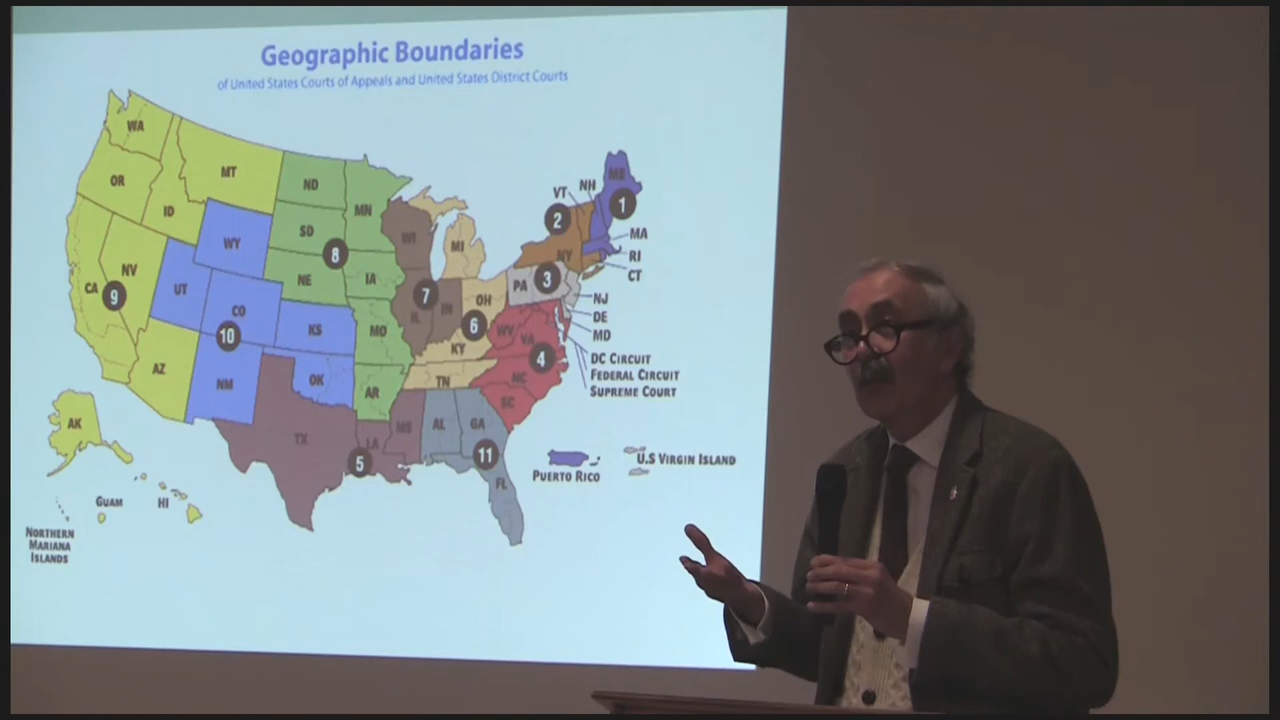 Geographic Boundaries
of United States Courts of Appeals and United States District Courts
WA
MT
OR
ID
ND
MN
SD
8
WY
NE
IA
WI
MI
VT
NH
ME
1
2
MA
NY
RI
CT
PA
3
NJ
DE
MD
DC CIRCUIT
FEDERAL CIRCUIT
SUPREME COURT
CA
9
NV
UT
CO
10
KS
MO
7
IL
IN
OH
6
KY
WV
VA
4
NC
SC
TN
AZ
NM
OK
AR
TX
LA
5
MS
AL
GA
11
FL
AK
HI
GUAM
NORTHERN
MARIANA
ISLANDS
PUERTO RICO
U.S VIRGIN ISLAND